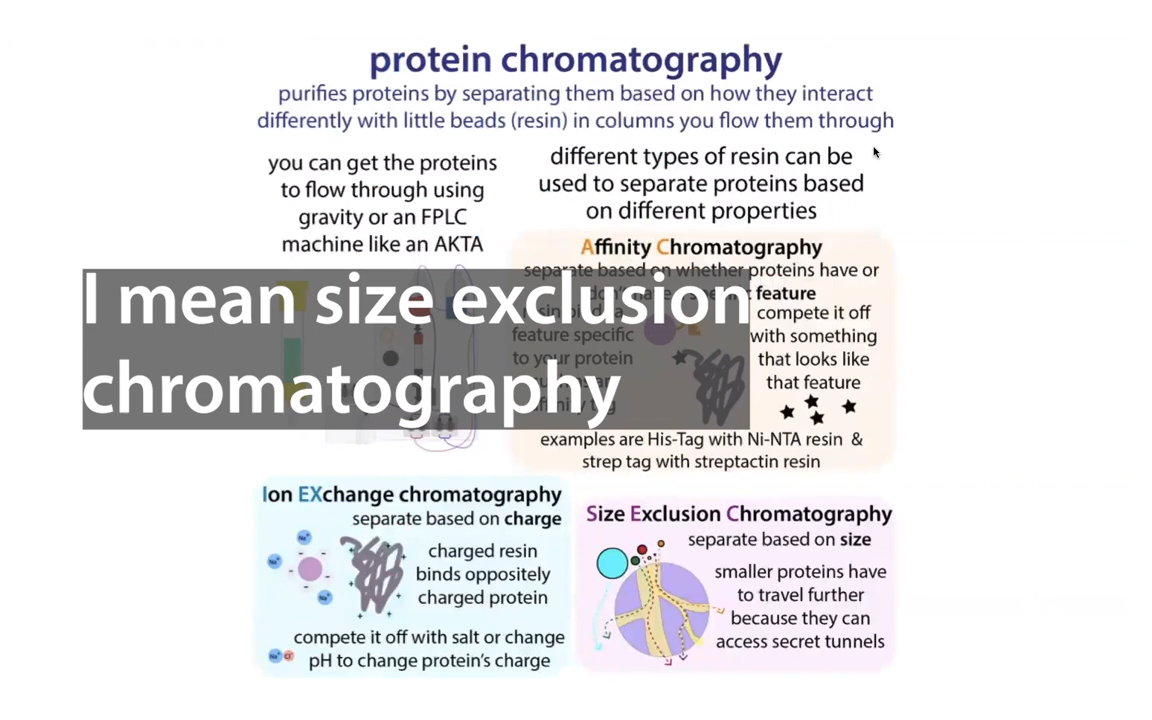 protein chromatography
purifies proteins by separating them based on how they interact
differently with little beads (resin) in columns you flow them through
you can get the proteins
to flow through using
gravity or an FPLC
machine like an AKTA
different types of resin can be
used to separate proteins based
on different properties
Affinity Chromatography
separate based on whether proteins have or
feature
feature specific
to your protein
compete it off
with something
that looks like
that feature
examples are His-Tag with Ni-NTA resin &
strep tag with streptactin resin
I mean size exclusion
chromatography
Ion EXchange chromatography
separate based on charge
charged resin
binds oppositely
charged protein
compete it off with salt or change
pH to change protein's charge
Size Exclusion Chromatography
separate based on size
smaller proteins have
to travel further
because they can
access secret tunnels